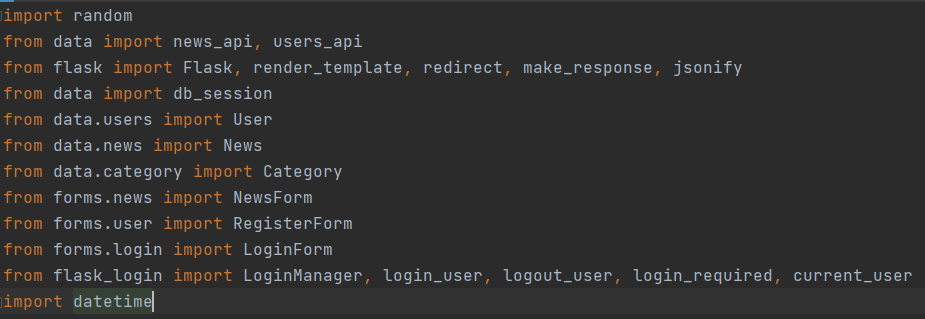 import random
from data import news_api, users_api
from flask import Flask, render_template, redirect, make_response, jsonify
from data import db_session
from data.users import User
from data.news import News
from data.category import Category
from forms.news import NewsForm
from forms.user import RegisterForm
from forms.login import LoginForm
from flask_login import LoginManager, login_user, logout_user, login_required, current_user
import datetime